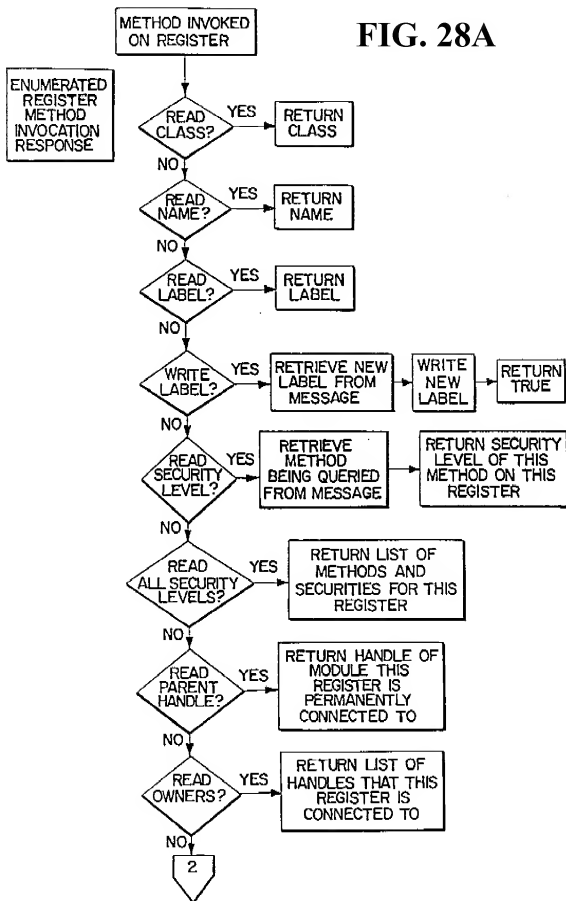 FIG. 28A
METHOD INVOKED
ON REGISTER
ENUMERATED
REGISTER
METHOD
INVOCATION
RESPONSE
READ
CLASS?
YES
RETURN
CLASS
NO
READ
NAME?
YES
RETURN
NAME
NO
READ
LABEL?
YES
RETURN
LABEL
NO
WRITE
LABEL?
YES
RETRIEVE NEW
LABEL FROM
MESSAGE
WRITE
NEW
LABEL
RETURN
TRUE
NO
READ
SECURITY
LEVEL?
YES
RETRIEVE
METHOD
BEING QUERIED
FROM MESSAGE
RETURN SECURITY
LEVEL OF THIS
METHOD ON THIS
REGISTER
NO
READ
ALL SECURITY
LEVELS?
YES
RETURN LIST OF
METHODS AND
SECURITIES FOR THIS
REGISTER
NO
READ
PARENT
HANDLE?
YES
RETURN HANDLE OF
MODULE THIS
REGISTER IS
PERMANENTLY
CONNECTED TO
NO
READ
OWNERS?
YES
RETURN LIST OF
HANDLES THAT THIS
REGISTER IS
CONNECTED TO
NO
2